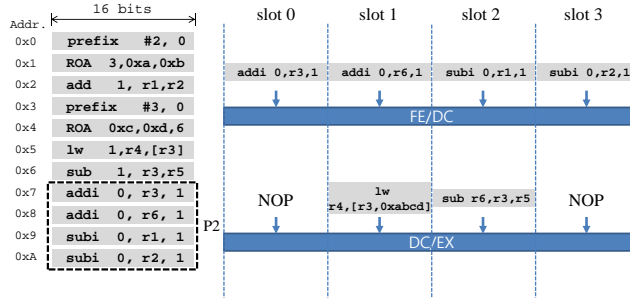 16 bits
Addr.
0x0 prefix #2, 0
0x1 ROA 3,0xa,0xb
0x2 add 1, r1,r2
0x3 prefix #3, 0
0x4 ROA 0xc,0xd,6
0x5 lw 1,r4,[r3]
0x6 sub 1, r3,r5
0x7 addi 0, r3, 1
0x8 addi 0, r6, 1
0x9 subi 0, r1, 1
0xA subi 0, r2, 1
P2
slot 0 slot 1 slot 2 slot 3
addi 0,r3,1 addi 0,r6,1 subi 0,r1,1 subi 0,r2,1
FE/DC
NOP
lw
r4,[r3,0xabcd]
sub r6,r3,r5
NOP
DC/EX